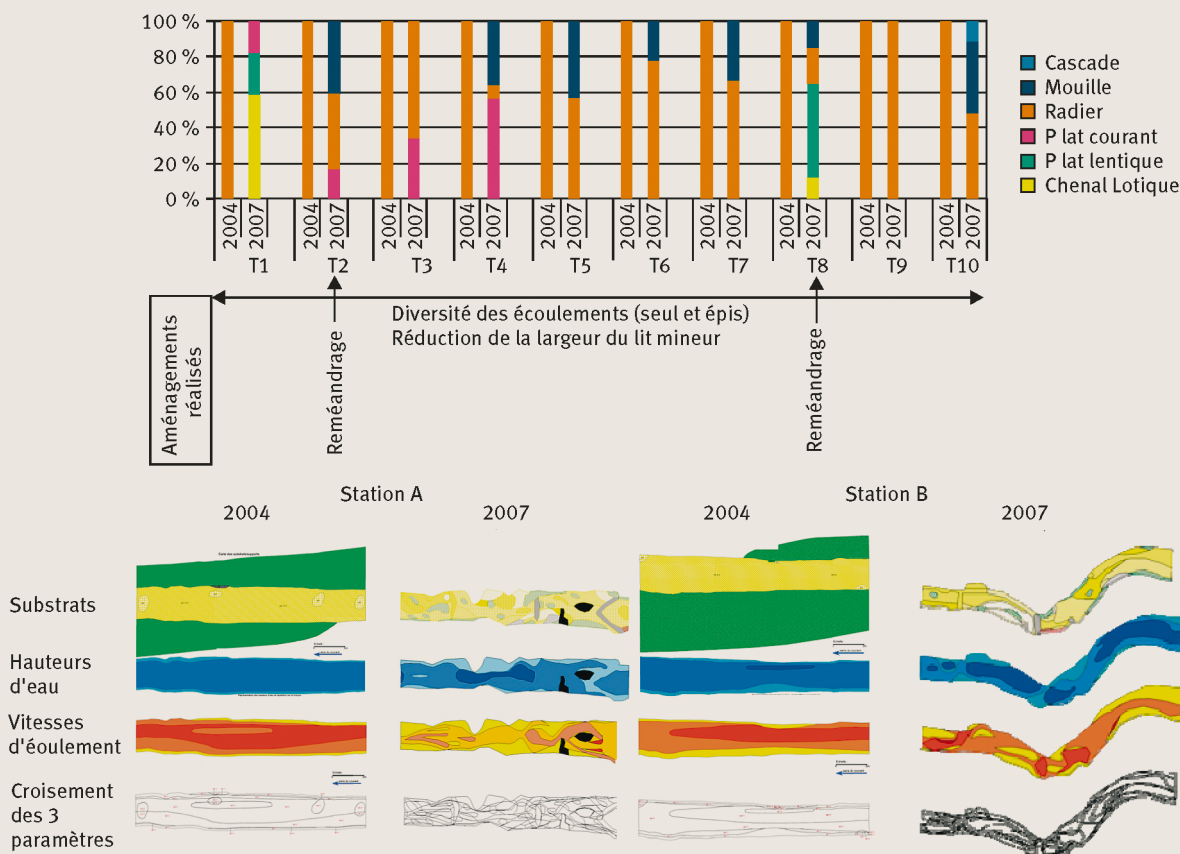 100 %
80 %
60 %
40 %
20 %
0 %
Cascade
Mouille
Radier
P lat courant
P lat lentique
Chenal Lotique
2004 2007 2004 2007 2004 2007 2004 2007 2004 2007 2004 2007 2004 2007 2004 2007 2004 2007 2004 2007
T1 T2 T3 T4 T5 T6 T7 T8 T9 T10
Aménagements
réalisés
Diversité des écoulements (seul et épis)
Réduction de la largeur du lit mineur
Reméandrage
Reméandrage
Station A
Station B
2004 2007 2004 2007
Substrats
Hauteurs
d'eau
Vitesses
d'éoulement
Croisement
des 3
paramètres